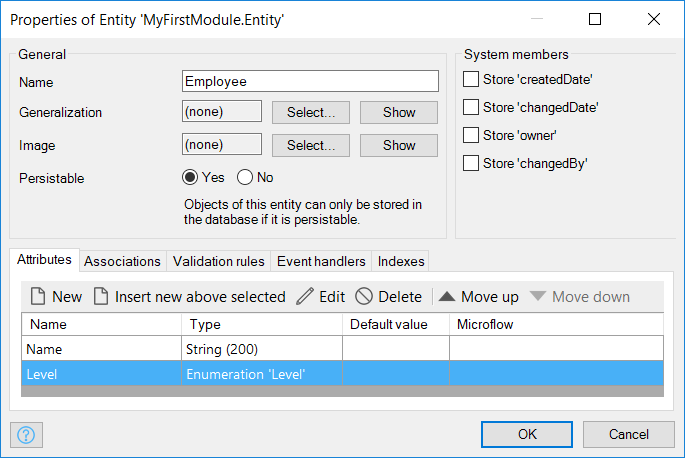 Properties of Entity 'MyFirstModule.Entity'
General
Name
Employee
Generalization
(none)
Select...
Show
Image
(none)
Select...
Show
Persistable
Yes
No
Objects of this entity can only be stored in
the database if it is persistable.
System members
Store 'createdDate'
Store 'changedDate'
Store 'owner'
Store 'changedBy'
Attributes
Associations
Validation rules
Event handlers
Indexes
New
Insert new above selected
Edit
Delete
Move up
Move down
Name Type Default value Microflow
Name String (200)
Level Enumeration 'Level'
?
OK
Cancel